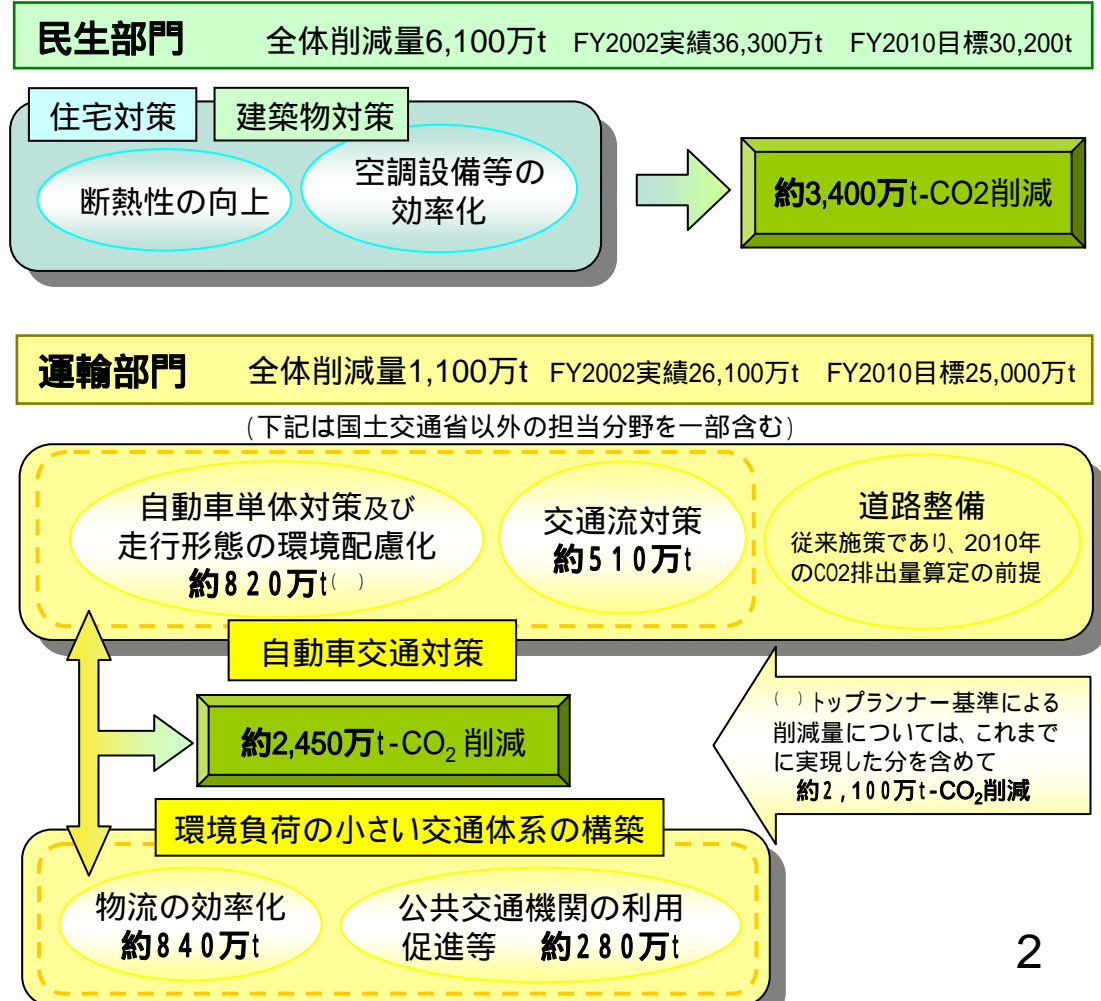 民生部門 全体削減量6,100万t FY2002実績36,300万t FY2010目標30,200t
住宅対策 建築物対策
断熱性の向上
空調設備等の
効率化
約3,400万t-CO2削減
運輸部門 全体削減量1,100万t FY2002実績26,100万t FY2010目標25,000万t
(下記は国土交通省以外の担当分野を一部含む)
自動車単体対策及び
走行形態の環境配慮化
約820万t( )
交通流対策
約510万t
道路整備
従来施策であり、2010年
のCO2排出量算定の前提
自動車交通対策
約2,450万t-CO₂削減
( )トップランナー基準による
削減量については、これまで
に実現した分を含めて
約2,100万t-CO₂削減
環境負荷の小さい交通体系の構築
物流の効率化
約840万t
公共交通機関の利用
促進等 約280万t
2